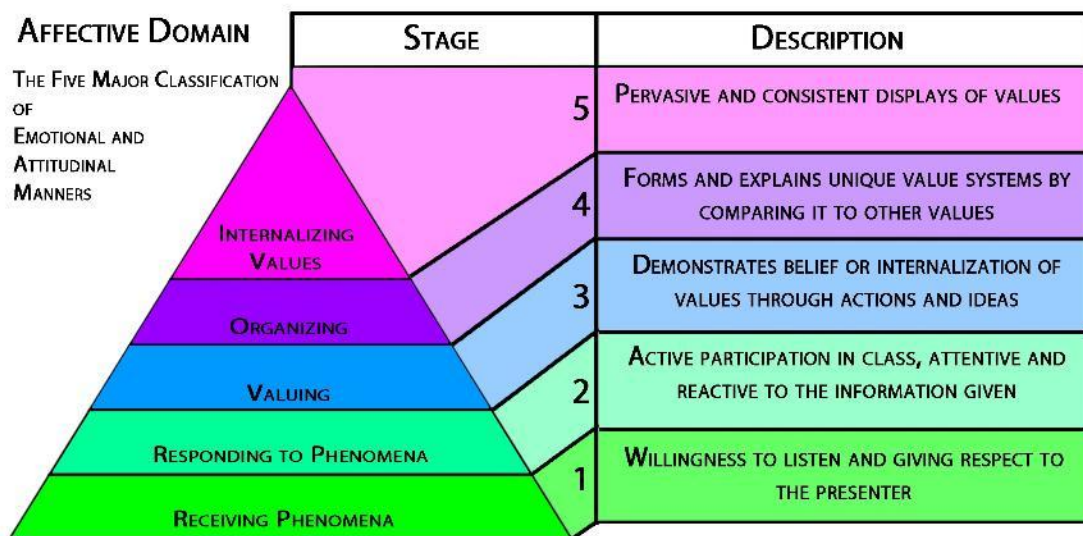 AFFECTIVE DOMAIN
THE FIVE MAJOR CLASSIFICATION
OF
EMOTIONAL AND
ATTITUDINAL
MANNERS
STAGE
DESCRIPTION
INTERNALIZING
VALUES
5
PERVASIVE AND CONSISTENT DISPLAYS OF VALUES
ORGANIZING
4
FORMS AND EXPLAINS UNIQUE VALUE SYSTEMS BY
COMPARING IT TO OTHER VALUES
VALUING
3
DEMONSTRATES BELIEF OR INTERNALIZATION OF
VALUES THROUGH ACTIONS AND IDEAS
RESPONDING TO PHENOMENA
2
ACTIVE PARTICIPATION IN CLASS, ATTENTIVE AND
REACTIVE TO THE INFORMATION GIVEN
RECEIVING PHENOMENA
1
WILLINGNESS TO LISTEN AND GIVING RESPECT TO
THE PRESENTER